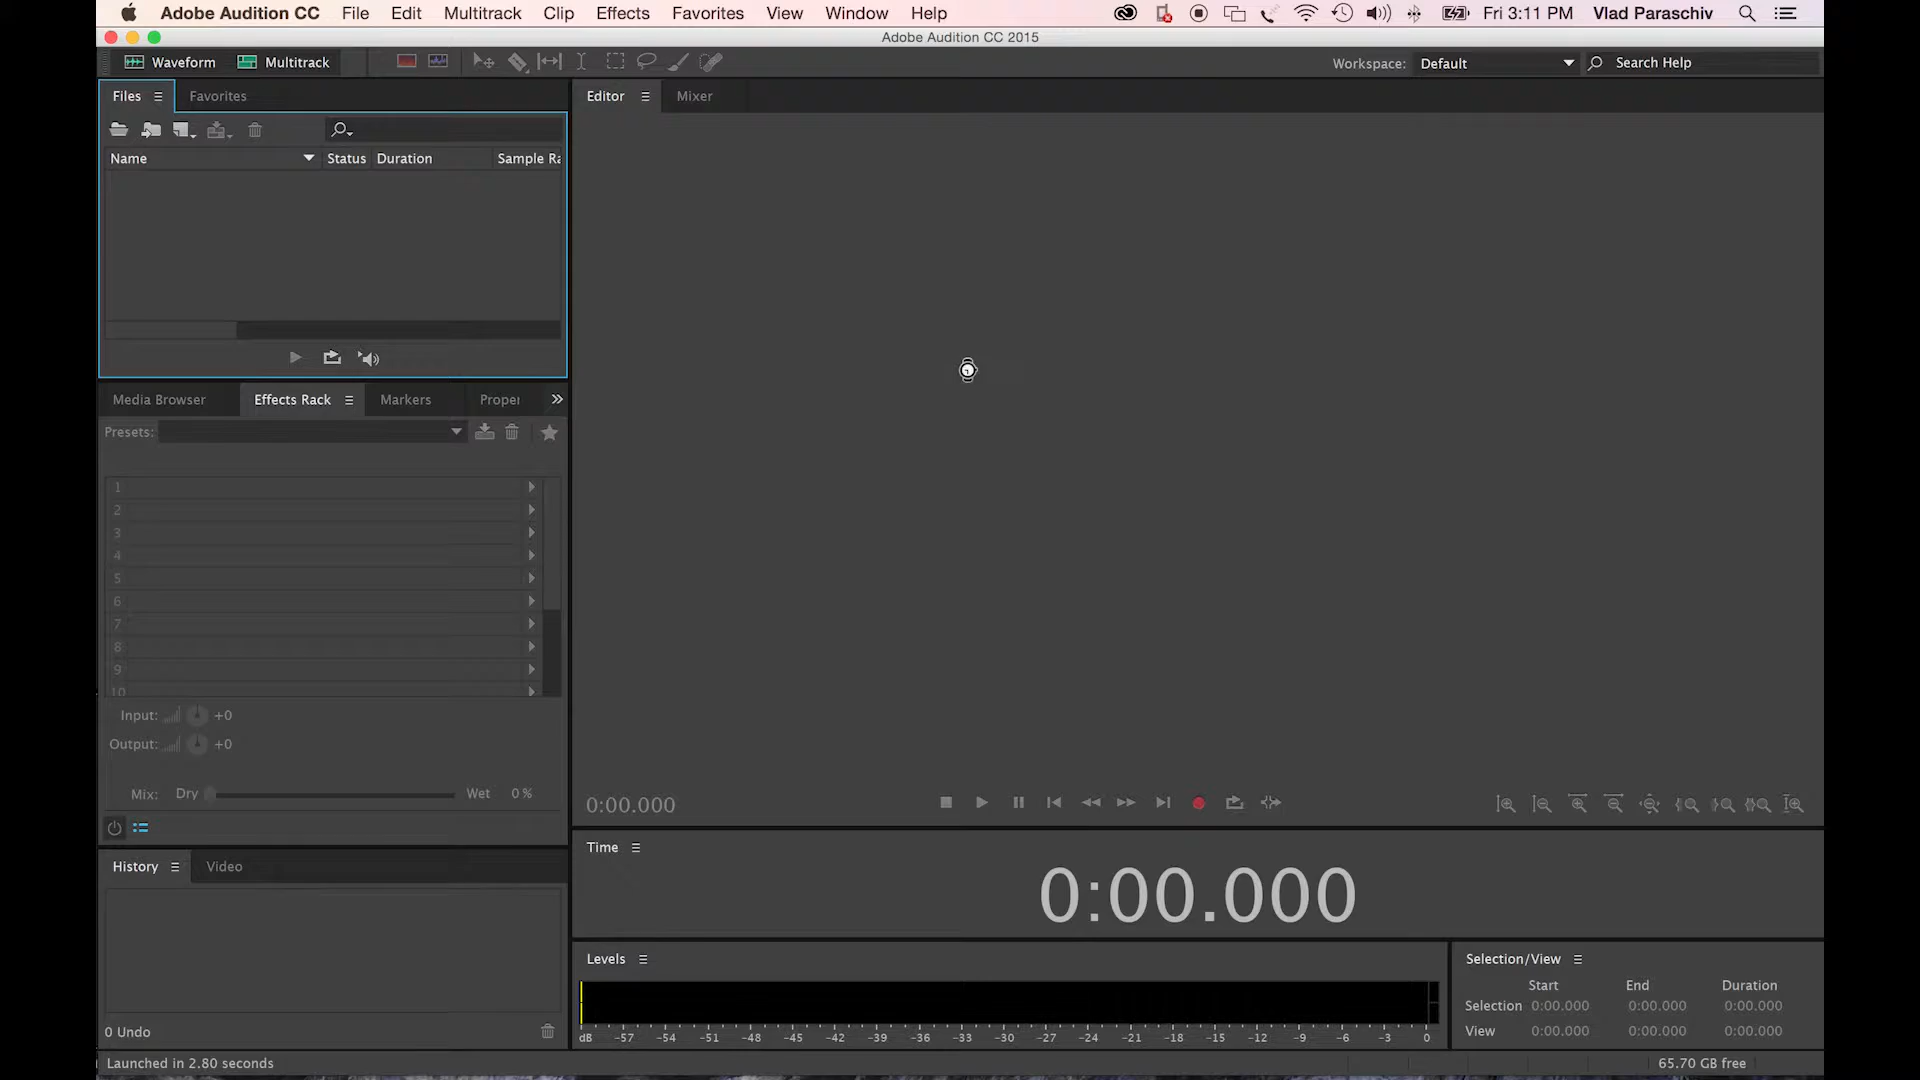 Adobe Audition CC File Edit Multitrack Clip Effects Favorites View Window Help Fri 3:11 PM Vlad Paraschiv
Adobe Audition CC 2015
Waveform Multitrack Workspace: Default Search Help
Files Favorites
Editor Mixer
Name Status Duration Sample Ra
Media Browser Effects Rack Markers Proper
Presets:
1
2
3
4
5
6
7
8
9
10
Input: +0
Output: +0
Mix: Dry Wet 0 %
0:00.000
Time
0:00.000
History Video
0 Undo
Levels
dB -57 -54 -51 -48 -45 -42 -39 -36 -33 -30 -27 -24 -21 -18 -15 -12 -9 -6 -3 0
Selection/View
Start End Duration
Selection 0:00.000 0:00.000 0:00.000
View 0:00.000 0:00.000 0:00.000
Launched in 2.80 seconds
65.70 GB free